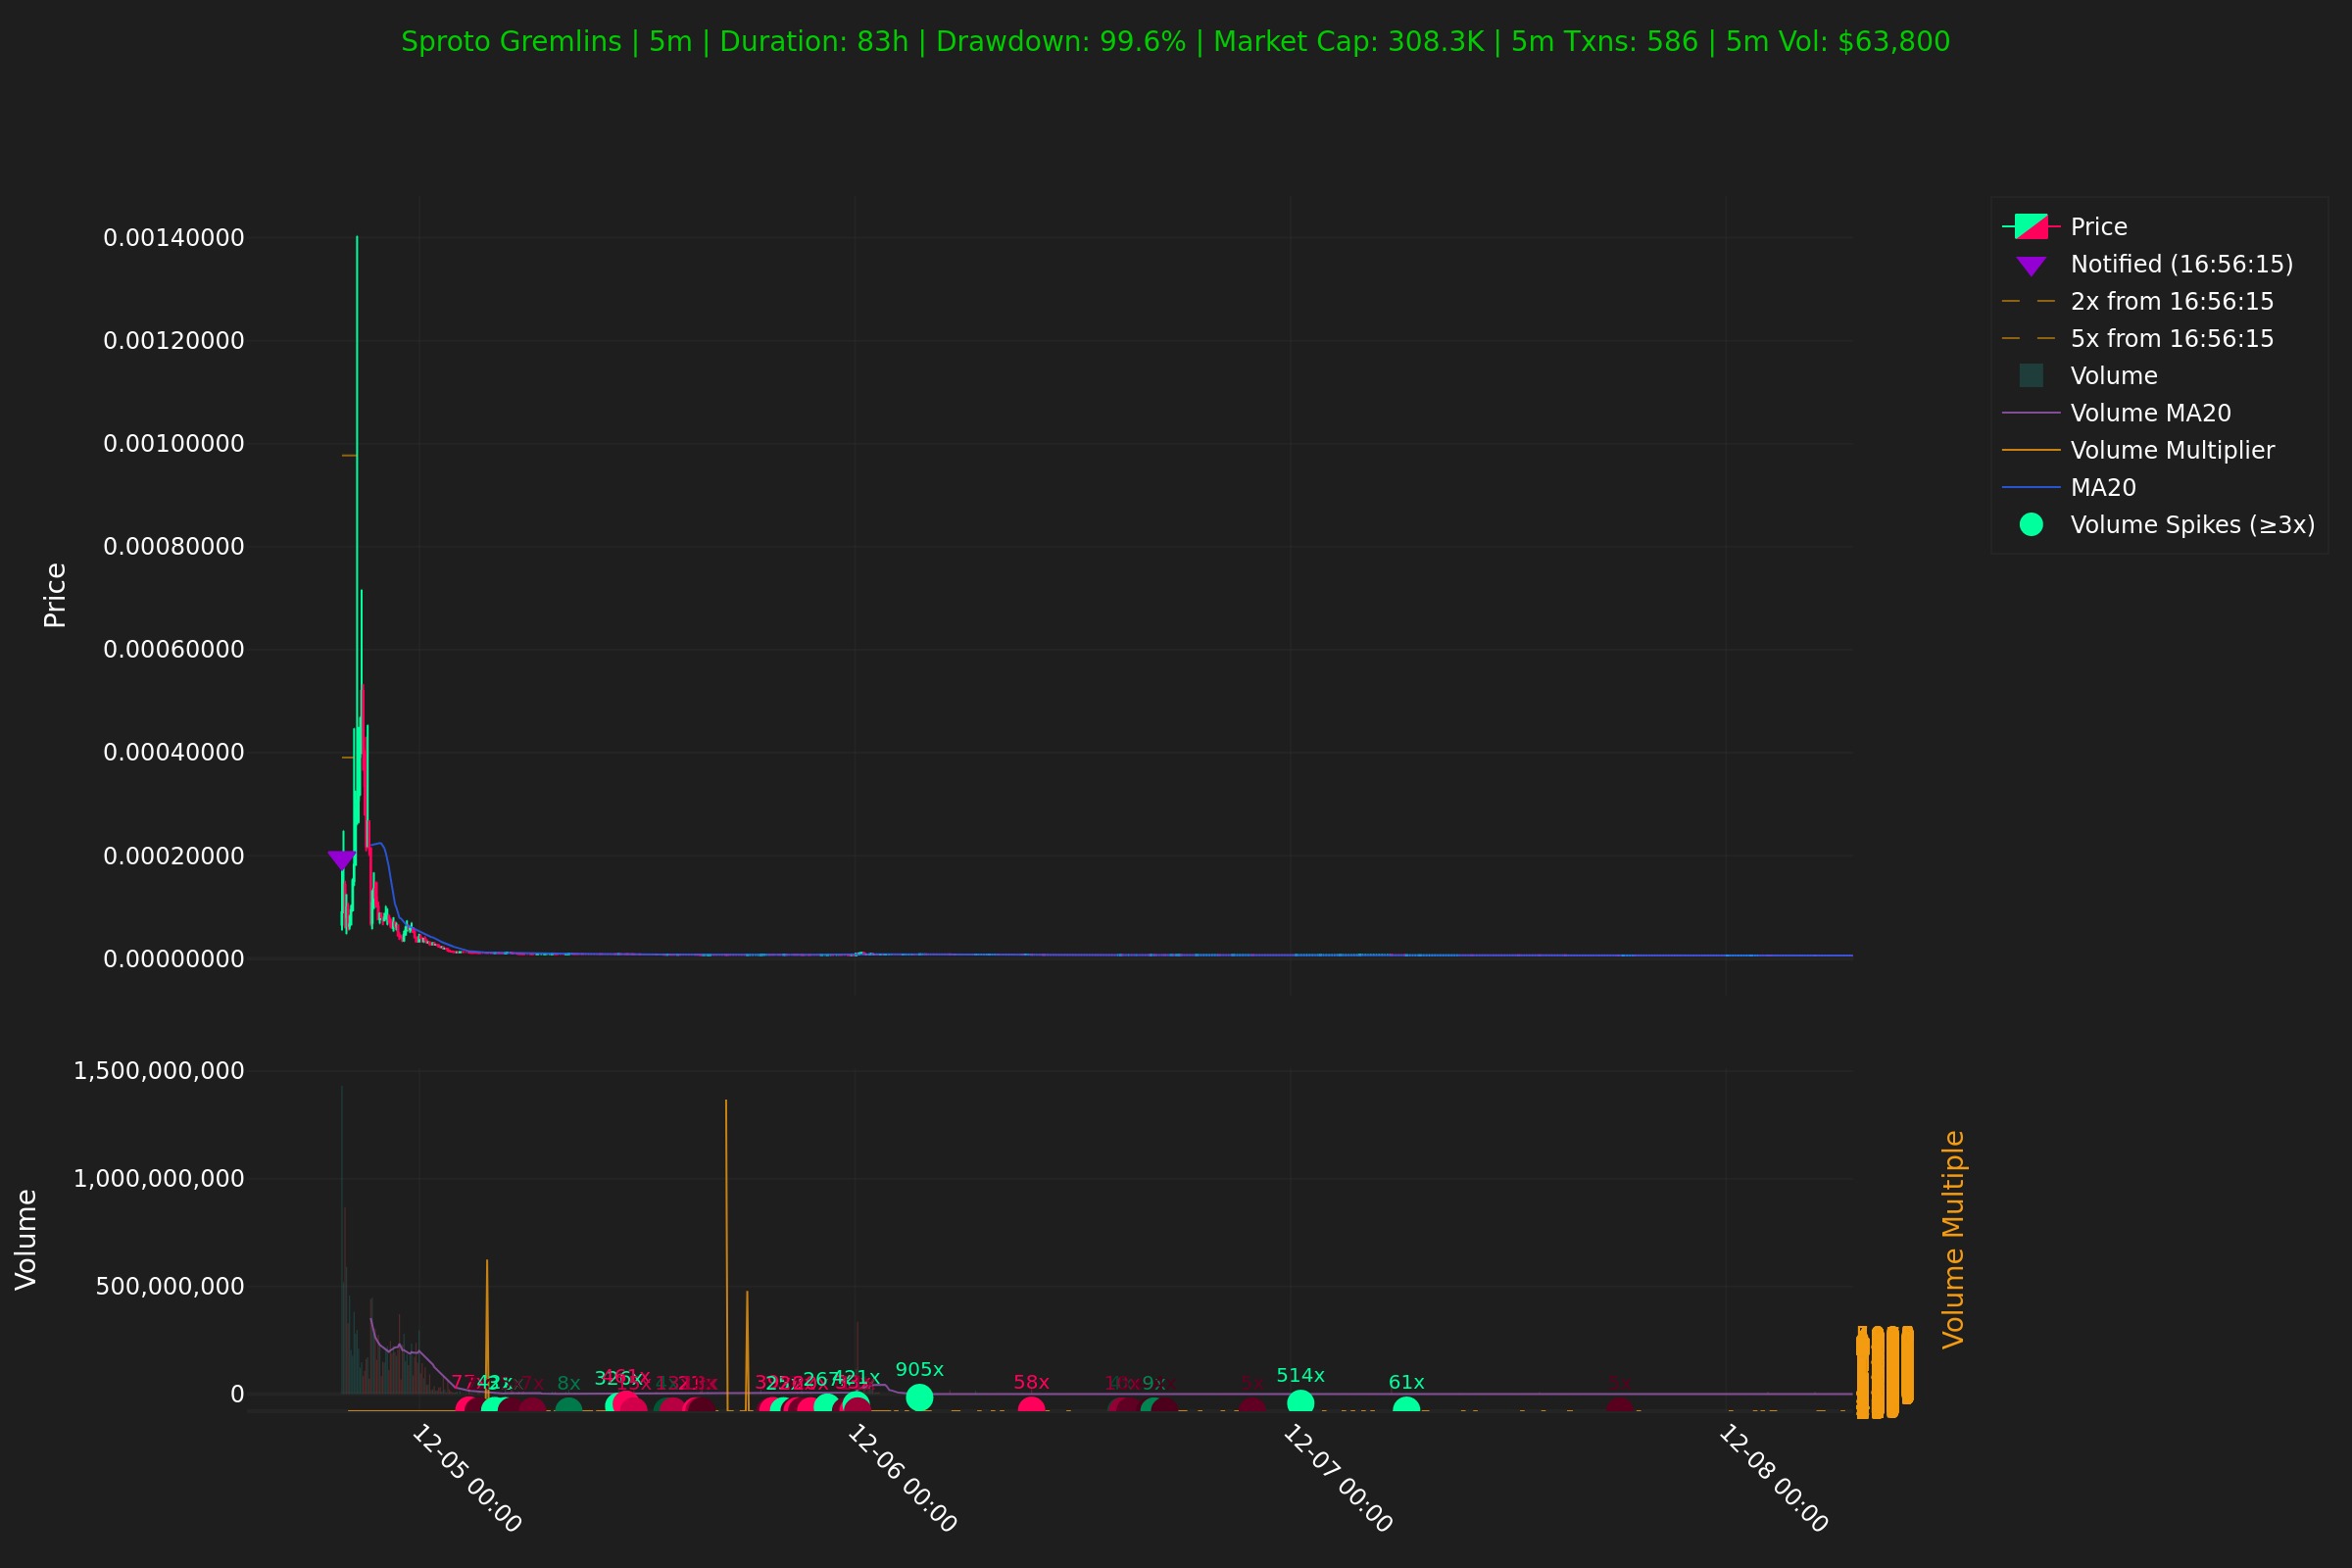 Sproto Gremlins | 5m | Duration: 83h | Drawdown: 99.6% | Market Cap: 308.3K | 5m Txns: 586 | 5m Vol: $63,800
Price
0.00140000
0.00120000
0.00100000
0.00080000
0.00060000
0.00040000
0.00020000
0.00000000
Price
Notified (16:56:15)
2x from 16:56:15
5x from 16:56:15
Volume
Volume MA20
Volume Multiplier
MA20
Volume Spikes (≥3x)
Volume
1,500,000,000
1,000,000,000
500,000,000
0
8x
421x
905x
58x
9x
514x
61x
Volume Multiple
12-05 00:00
12-06 00:00
12-07 00:00
12-08 00:00